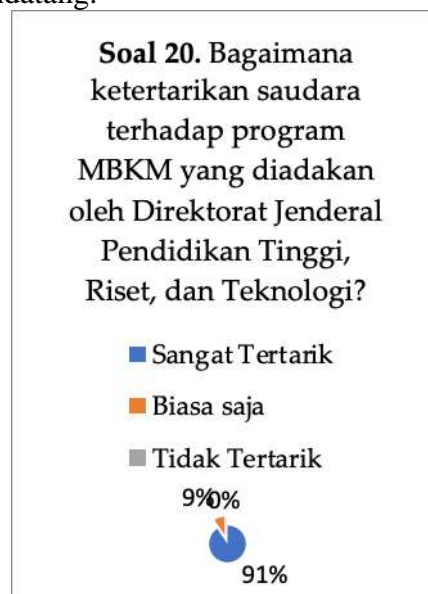 Soal 20. Bagaimana
ketertarikan saudara
terhadap program
MBKM yang diadakan
oleh Direktorat Jenderal
Pendidikan Tinggi,
Riset, dan Teknologi?
Sangat Tertarik
Biasa saja
Tidak Tertarik
9% 0%
91%